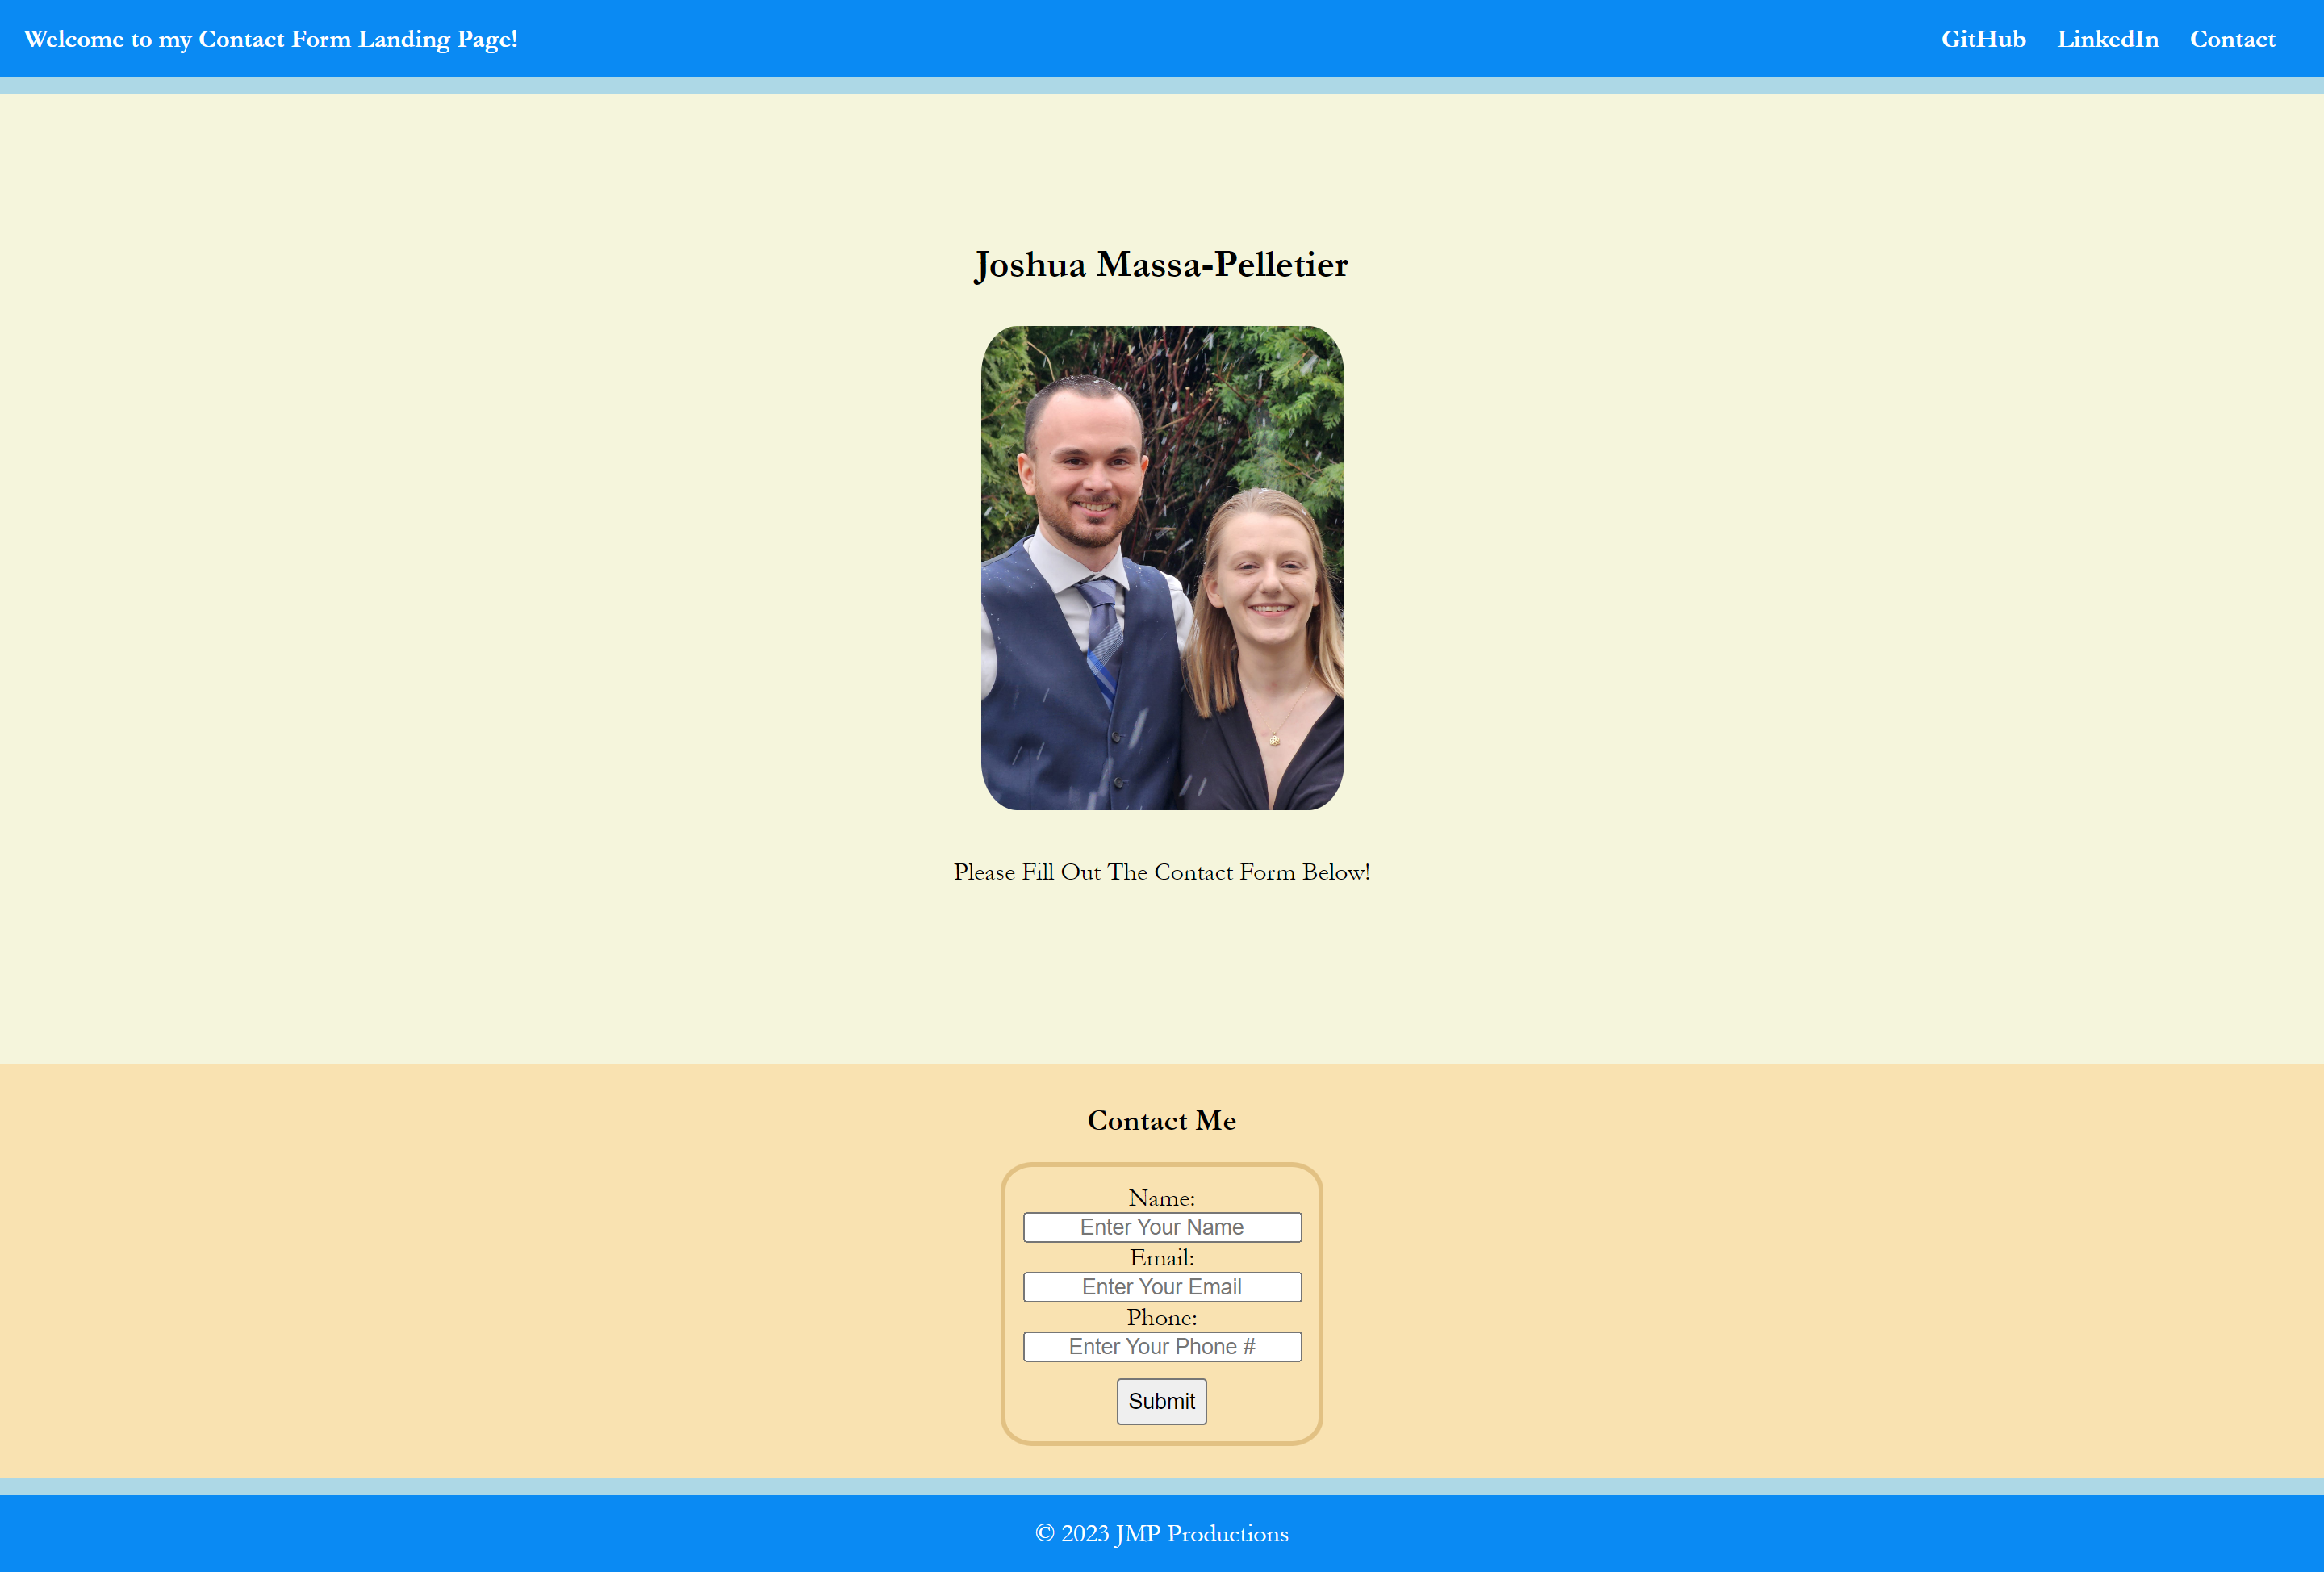 Welcome to my Contact Form Landing Page!
GitHub LinkedIn Contact
Joshua Massa-Pelletier
Please Fill Out The Contact Form Below!
Contact Me
Name:
Enter Your Name
Email:
Enter Your Email
Phone:
Enter Your Phone #
Submit
© 2023 JMP Productions